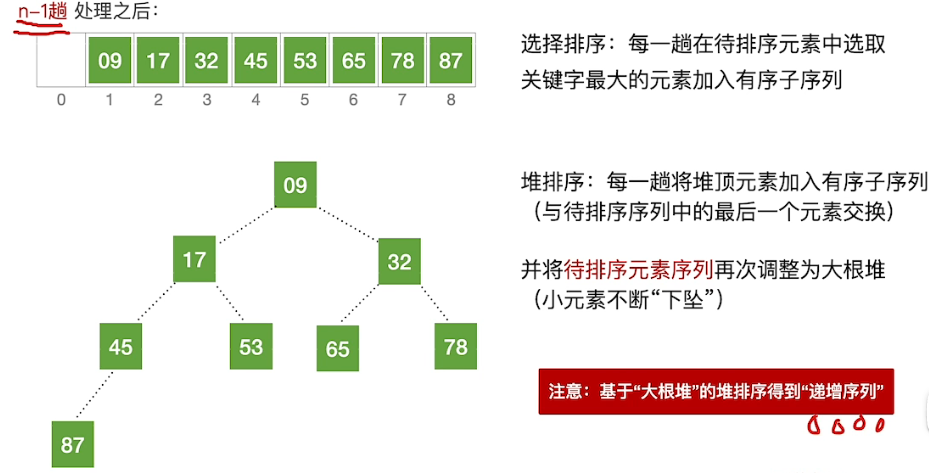 n-1趟 处理之后：
09 17 32 45 53 65 78 87
0 1 2 3 4 5 6 7 8
选择排序：每一趟在待排序元素中选取
关键字最大的元素加入有序子序列
09
17 32
45 53 65 78
87
堆排序：每一趟将堆顶元素加入有序子序列
（与待排序序列中的最后一个元素交换）
并将待排序元素序列再次调整为大根堆
（小元素不断“下坠”）
注意：基于“大根堆”的堆排序得到“递增序列”